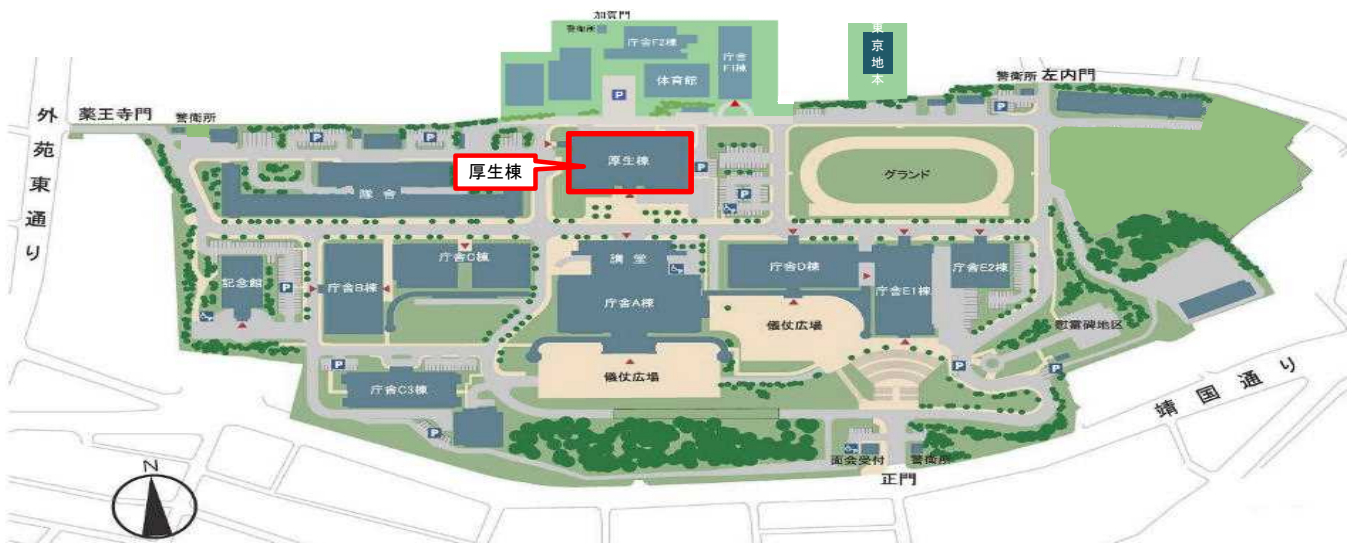 加賀門
警衛所
庁舎F2棟
庁舎F1棟
体育館
P
東京地本
警衛所 左内門
P
外苑東通り
薬王寺門
警衛所
P
P
厚生棟
厚生棟
P
P
グランド
隊舎
講堂
庁舎C棟
庁舎D棟
庁舎E2棟
記念館
P
庁舎B棟
庁舎A棟
庁舎E1棟
儀仗広場
慰霊碑地区
P
P
P
儀仗広場
庁舎C3棟
靖国通り
P
面会受付
警衛所
正門
N